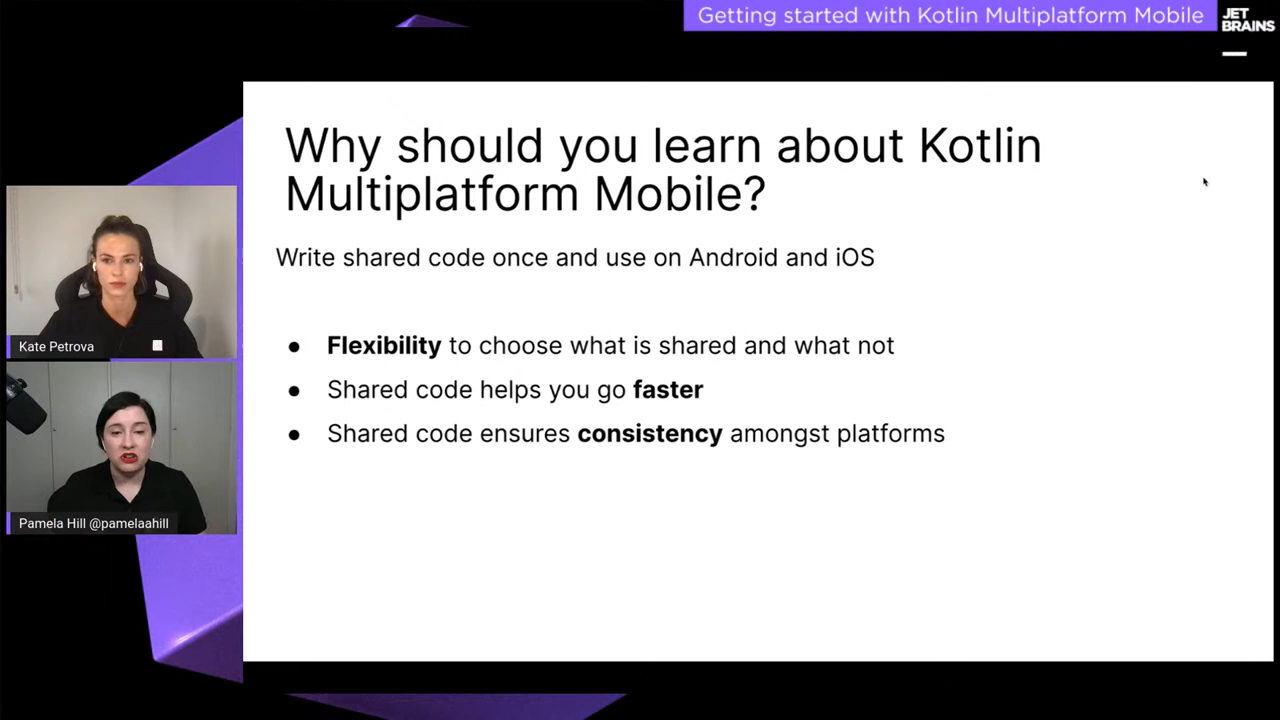 Getting started with Kotlin Multiplatform Mobile
JET
BRAINS
Why should you learn about Kotlin
Multiplatform Mobile?
Write shared code once and use on Android and iOS
● Flexibility to choose what is shared and what not
● Shared code helps you go faster
● Shared code ensures consistency amongst platforms
Kate Petrova
Pamela Hill @pamelaahill